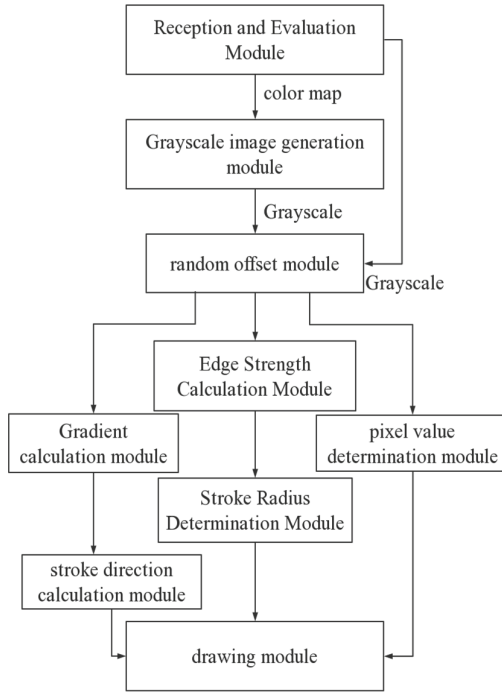 Reception and Evaluation
Module
color map
Grayscale image generation
module
Grayscale
random offset module
Grayscale
Edge Strength
Calculation Module
Gradient
calculation module
pixel value
determination module
Stroke Radius
Determination Module
stroke direction
calculation module
drawing module